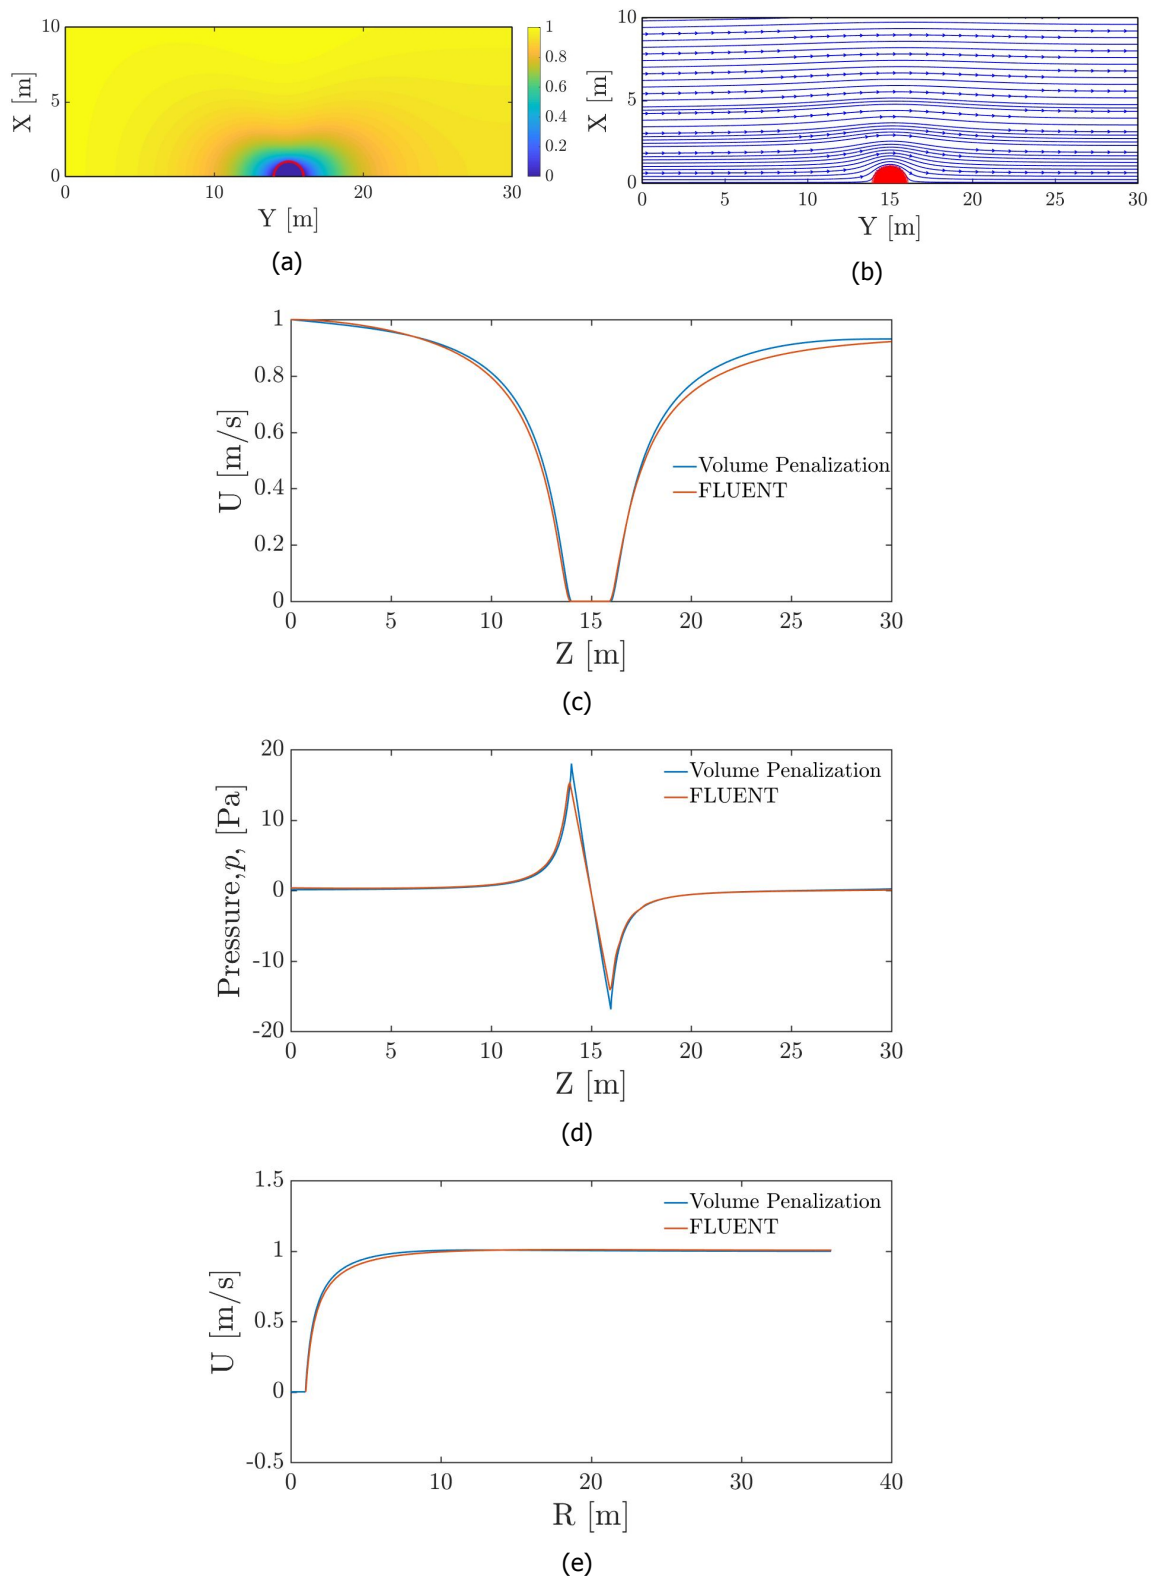 10
5
0
X [m]
0
10
20
30
Y [m]
1
0.8
0.6
0.4
0.2
0
(a)
10
5
0
X [m]
0
5
10
15
20
25
30
Y [m]
(b)
1
0.8
0.6
0.4
0.2
0
U [m/s]
Volume Penalization
FLUENT
0
5
10
15
20
25
30
Z [m]
(c)
20
10
0
-10
-20
Pressure,p, [Pa]
Volume Penalization
FLUENT
0
5
10
15
20
25
30
Z [m]
(d)
1.5
1
0.5
0
-0.5
U [m/s]
Volume Penalization
FLUENT
0
10
20
30
40
R [m]
(e)